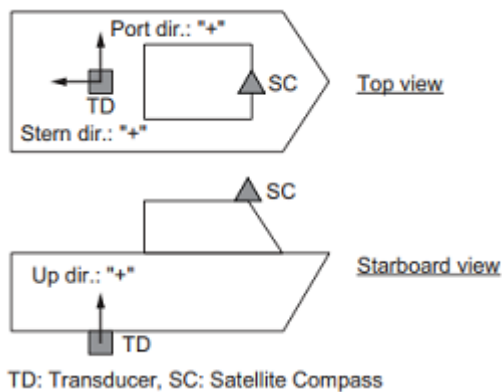 Port dir.: "+"
SC
Top view
TD
Stern dir.: "+"
SC
Starboard view
Up dir.: "+"
TD
TD: Transducer, SC: Satellite Compass